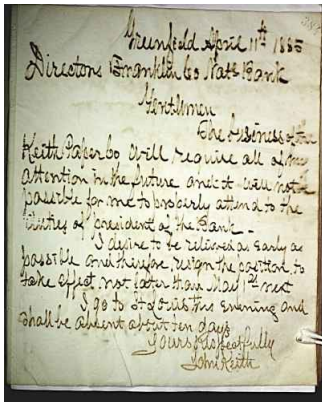 Greenfield April 11th 1885
Directors Franklin Co Natl Bank
Gentlemen
The business of the
Keith Paper Co will require all of my
attention in the future and it will not be
possible for me to properly attend to the
duties of president of the Bank -
I desire to be relieved as early as
possible and therefore, resign the position, to
take effect not later than May 1st next
I go to St Louis this evening and
shall be absent about ten days
Yours Respectfully
John Keith